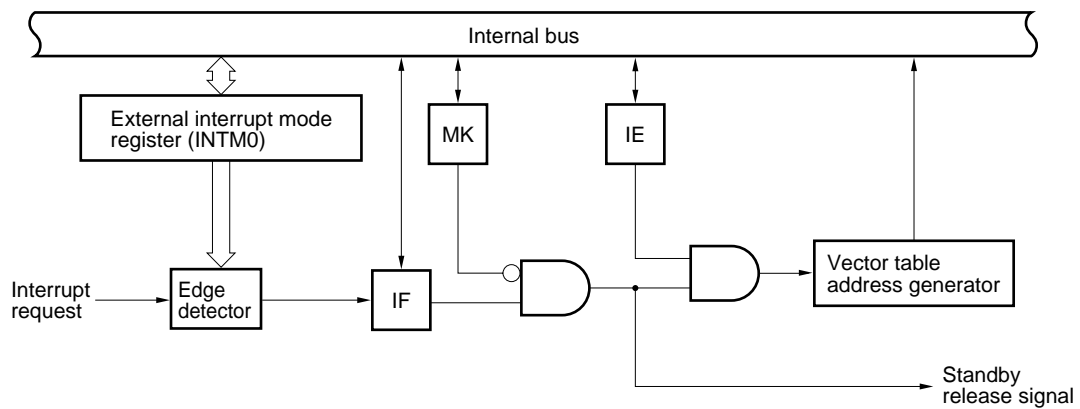 Internal bus
External interrupt mode
register (INTM0)
MK
IE
Interrupt
request
Edge
detector
IF
Vector table
address generator
Standby
release signal